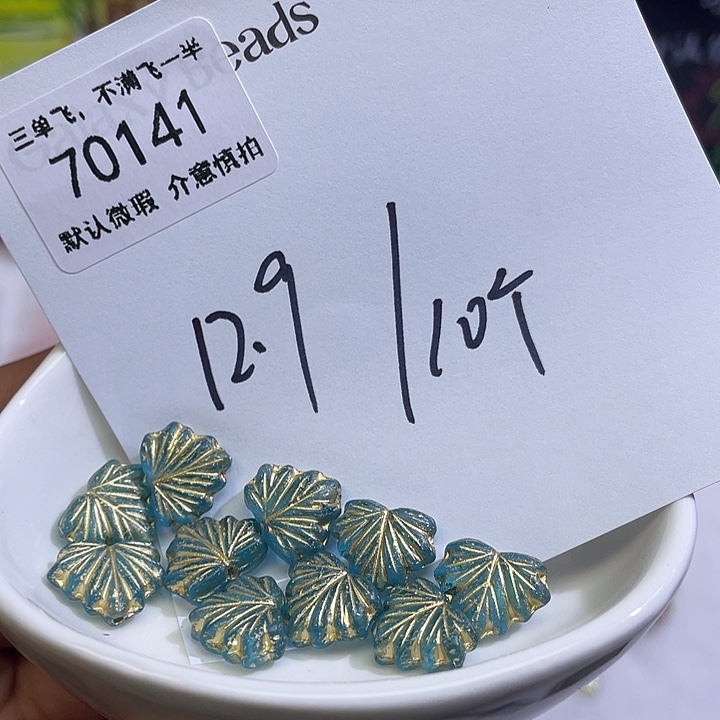 Beads
三单飞，不满飞一半
70141
默认微瑕 介意慎拍
12.9 / 10个